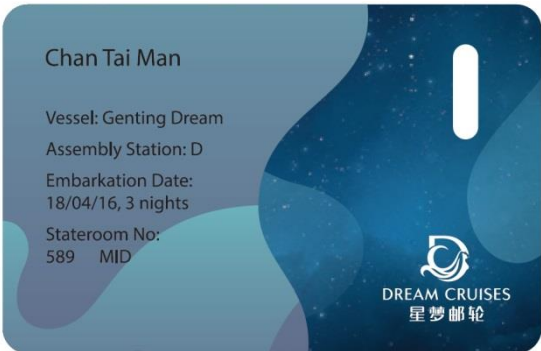 Chan Tai Man
Vessel: Genting Dream
Assembly Station: D
Embarkation Date:
18/04/16, 3 nights
Stateroom No:
589 MID
DREAM CRUISES
星梦邮轮